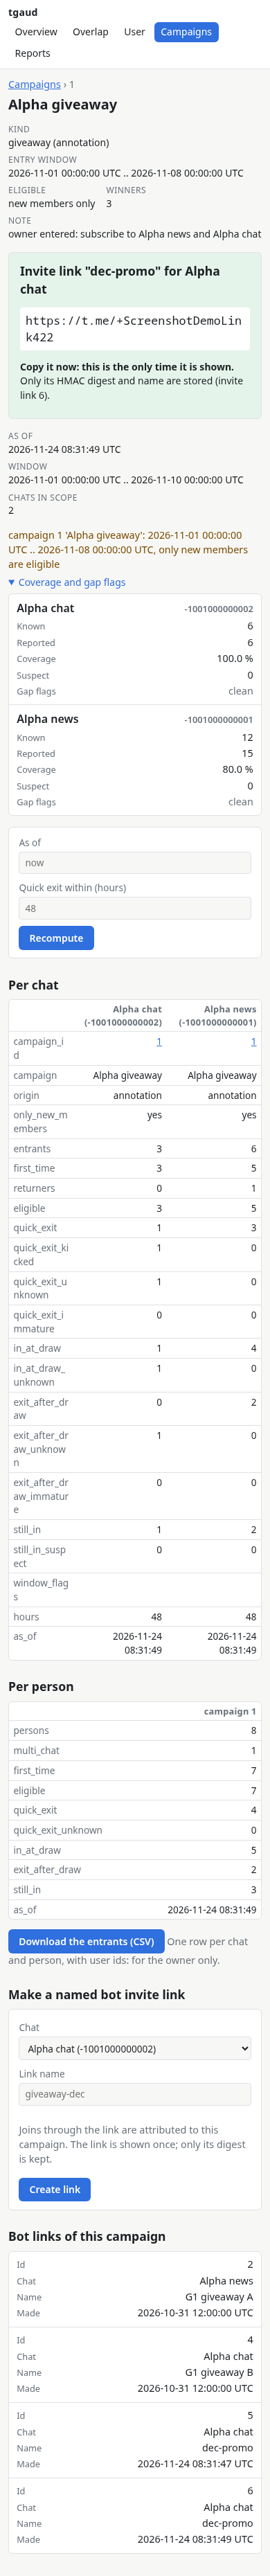 tgaud
Overview Overlap User Campaigns
Reports
Campaigns › 1
Alpha giveaway
KIND
giveaway (annotation)
ENTRY WINDOW
2026-11-01 00:00:00 UTC .. 2026-11-08 00:00:00 UTC
ELIGIBLE WINNERS
new members only 3
NOTE
owner entered: subscribe to Alpha news and Alpha chat
Invite link "dec-promo" for Alpha
chat
https://t.me/+ScreenshotDemoLin
k422
Copy it now: this is the only time it is shown.
Only its HMAC digest and name are stored (invite
link 6).
AS OF
2026-11-24 08:31:49 UTC
WINDOW
2026-11-01 00:00:00 UTC .. 2026-11-10 00:00:00 UTC
CHATS IN SCOPE
2
campaign 1 'Alpha giveaway': 2026-11-01 00:00:00
UTC .. 2026-11-08 00:00:00 UTC, only new members
are eligible
▼ Coverage and gap flags
Alpha chat -1001000000002
Known 6
Reported 6
Coverage 100.0 %
Suspect 0
Gap flags clean
Alpha news -1001000000001
Known 12
Reported 15
Coverage 80.0 %
Suspect 0
Gap flags clean
As of
now
Quick exit within (hours)
48
Recompute
Per chat
Alpha chat Alpha news
(-1001000000002) (-1001000000001)
campaign_i 1 1
d
campaign Alpha giveaway Alpha giveaway
origin annotation annotation
only_new_m yes yes
embers
entrants 3 6
first_time 3 5
returners 0 1
eligible 3 5
quick_exit 1 3
quick_exit_ki 1 0
cked
quick_exit_u 1 0
nknown
quick_exit_i 0 0
mmature
in_at_draw 1 4
in_at_draw_ 1 0
unknown
exit_after_dr 0 2
aw
exit_after_dr 1 0
aw_unknow
n
exit_after_dr 0 0
aw_immatur
e
still_in 1 2
still_in_susp 0 0
ect
window_flag
s
hours 48 48
as_of 2026-11-24 2026-11-24
08:31:49 08:31:49
Per person
campaign 1
persons 8
multi_chat 1
first_time 7
eligible 7
quick_exit 4
quick_exit_unknown 0
in_at_draw 5
exit_after_draw 2
still_in 3
as_of 2026-11-24 08:31:49
Download the entrants (CSV) One row per chat
and person, with user ids: for the owner only.
Make a named bot invite link
Chat
Alpha chat (-1001000000002)
Link name
giveaway-dec
Joins through the link are attributed to this
campaign. The link is shown once; only its digest
is kept.
Create link
Bot links of this campaign
Id 2
Chat Alpha news
Name G1 giveaway A
Made 2026-10-31 12:00:00 UTC
Id 4
Chat Alpha chat
Name G1 giveaway B
Made 2026-10-31 12:00:00 UTC
Id 5
Chat Alpha chat
Name dec-promo
Made 2026-11-24 08:31:47 UTC
Id 6
Chat Alpha chat
Name dec-promo
Made 2026-11-24 08:31:49 UTC